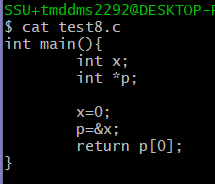 SSU+tmddms2292@DESKTOP-
$ cat test8.c
int main(){
        int x;
        int *p;

        x=0;
        p=&x;
        return p[0];
}